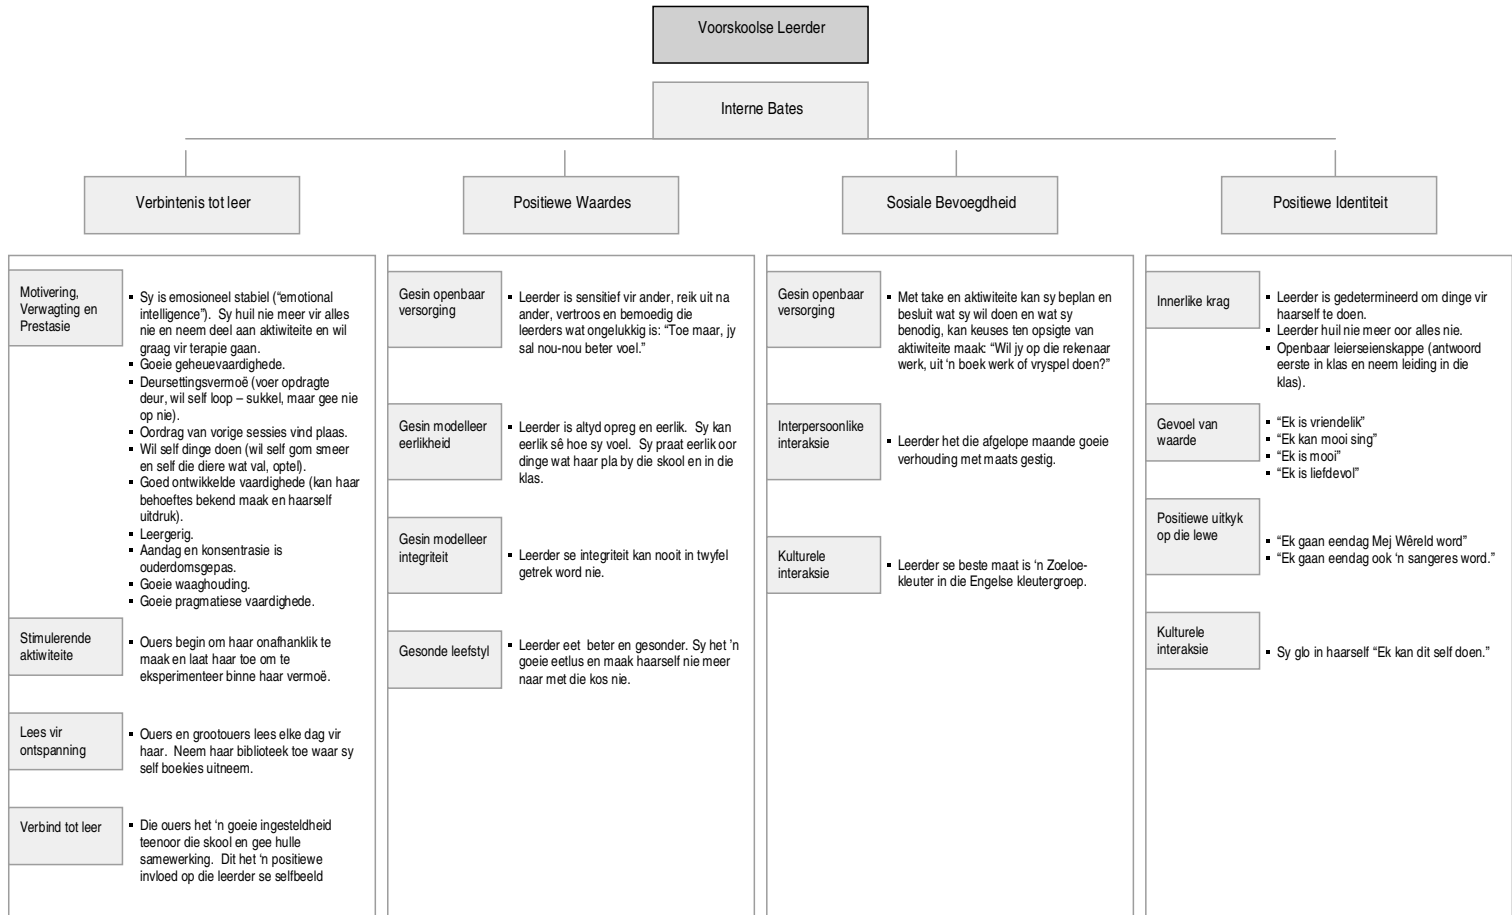 Voorskoolse Leerder
Interne Bates
Verbintenis tot leer
Positiewe Waardes
Sosiale Bevoegdheid
Positiewe Identiteit
Motivering,
Verwagting en
Prestasie
▪ Sy is emosioneel stabiel (“emotional
intelligence”). Sy huil nie meer vir alles
nie en neem deel aan aktiwiteite en wil
graag vir terapie gaan.
▪ Goeie geheuevaardighede.
▪ Deursettingsvermoë (voer opdragte
deur, wil self loop – sukkel, maar gee nie
op nie).
▪ Oordrag van vorige sessies vind plaas.
▪ Wil self dinge doen (wil self gom smeer
en self die diere wat val, optel).
▪ Goed ontwikkelde vaardighede (kan haar
behoeftes bekend maak en haarself
uitdruk).
▪ Leergerig.
▪ Aandag en konsentrasie is
ouderdomsgepas.
▪ Goeie waaghouding.
▪ Goeie pragmatiese vaardighede.
Stimulerende
aktiwiteite
▪ Ouers begin om haar onafhanklik te
maak en laat haar toe om te
eksperimenteer binne haar vermoë.
Lees vir
ontspanning
▪ Ouers en grootouers lees elke dag vir
haar. Neem haar biblioteek toe waar sy
self boekies uitneem.
Verbind tot leer
▪ Die ouers het ‘n goeie ingesteldheid
teenoor die skool en gee hulle
samewerking. Dit het ‘n positiewe
invloed op die leerder se selfbeeld
Gesin openbaar
versorging
▪ Leerder is sensitief vir ander, reik uit na
ander, vertroos en bemoedig die
leerders wat ongelukkig is: “Toe maar, jy
sal nou-nou beter voel.”
Gesin modelleer
eerlikheid
▪ Leerder is altyd opreg en eerlik. Sy kan
eerlik sê hoe sy voel. Sy praat eerlik oor
dinge wat haar pla by die skool en in die
klas.
Gesin modelleer
integriteit
▪ Leerder se integriteit kan nooit in twyfel
getrek word nie.
Gesonde leefstyl
▪ Leerder eet beter en gesonder. Sy het ’n
goeie eetlus en maak haarself nie meer
naar met die kos nie.
Gesin openbaar
versorging
▪ Met take en aktiwiteite kan sy beplan en
besluit wat sy wil doen en wat sy
benodig, kan keuses ten opsigte van
aktiwiteite maak: “Wil jy op die rekenaar
werk, uit ‘n boek werk of vryspel doen?”
Interpersoonlike
interaksie
▪ Leerder het die afgelope maande goeie
verhouding met maats gestig.
Kulturele
interaksie
▪ Leerder se beste maat is ‘n Zoeloe-
kleuter in die Engelse kleutergroep.
Innerlike krag
▪ Leerder is gedetermineerd om dinge vir
haarself te doen.
▪ Leerder huil nie meer oor alles nie.
▪ Openbaar leierseienskappe (antwoord
eerste in klas en neem leiding in die
klas).
Gevoel van
waarde
▪ “Ek is vriendelik”
▪ “Ek kan mooi sing”
▪ “Ek is mooi”
▪ “Ek is liefdevol”
Positiewe uitkyk
op die lewe
▪ “Ek gaan eendag Mej Wêreld word”
▪ “Ek gaan eendag ook ‘n sangeres word.”
Kulturele
interaksie
▪ Sy glo in haarself “Ek kan dit self doen.”